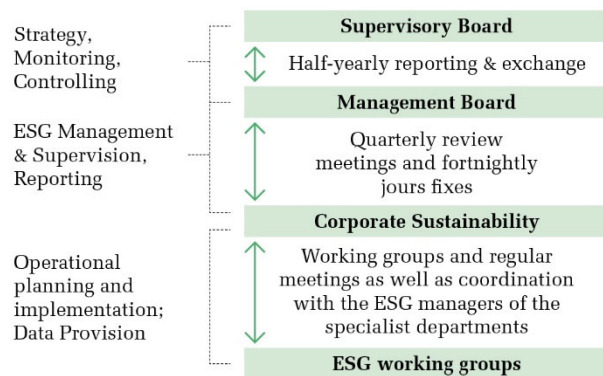 Strategy,
Monitoring,
Controlling
ESG Management
& Supervision,
Reporting
Operational
planning and
implementation;
Data Provision
Supervisory Board
Half-yearly reporting & exchange
Management Board
Quarterly review
meetings and fortnightly
jours fixes
Corporate Sustainability
Working groups and regular
meetings as well as coordination
with the ESG managers of the
specialist departments
ESG working groups